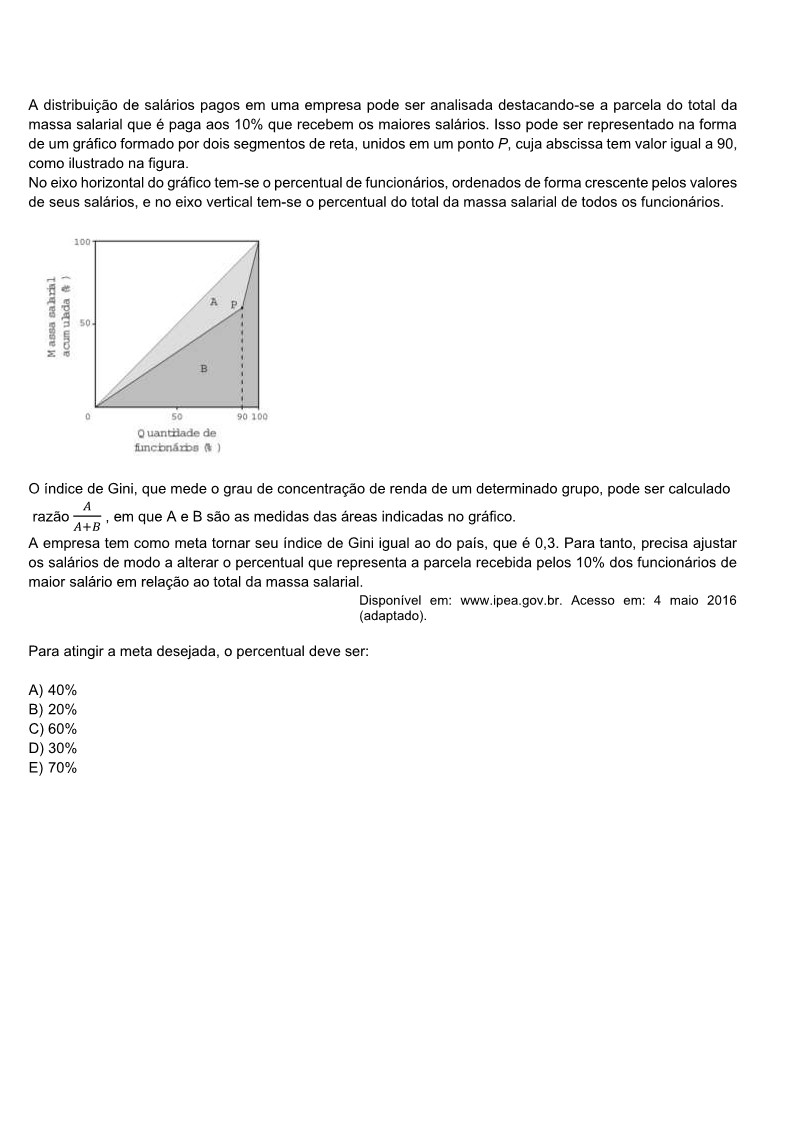 A distribuição de salários pagos em uma empresa pode ser analisada destacando-se a parcela do total da
massa salarial que é paga aos 10% que recebem os maiores salários. Isso pode ser representado na forma
de um gráfico formado por dois segmentos de reta, unidos em um ponto P, cuja abscissa tem valor igual a 90,
como ilustrado na figura.
No eixo horizontal do gráfico tem-se o percentual de funcionários, ordenados de forma crescente pelos valores
de seus salários, e no eixo vertical tem-se o percentual do total da massa salarial de todos os funcionários.
100
Massa salarial
acumulada (%)
A
P
50
B
0
50
90 100
Quantidade de
funcionários (%)
O índice de Gini, que mede o grau de concentração de renda de um determinado grupo, pode ser calculado
razão A/A+B , em que A e B são as medidas das áreas indicadas no gráfico.
A empresa tem como meta tornar seu índice de Gini igual ao do país, que é 0,3. Para tanto, precisa ajustar
os salários de modo a alterar o percentual que representa a parcela recebida pelos 10% dos funcionários de
maior salário em relação ao total da massa salarial.
Disponível em: www.ipea.gov.br. Acesso em: 4 maio 2016
(adaptado).
Para atingir a meta desejada, o percentual deve ser:
A) 40%
B) 20%
C) 60%
D) 30%
E) 70%